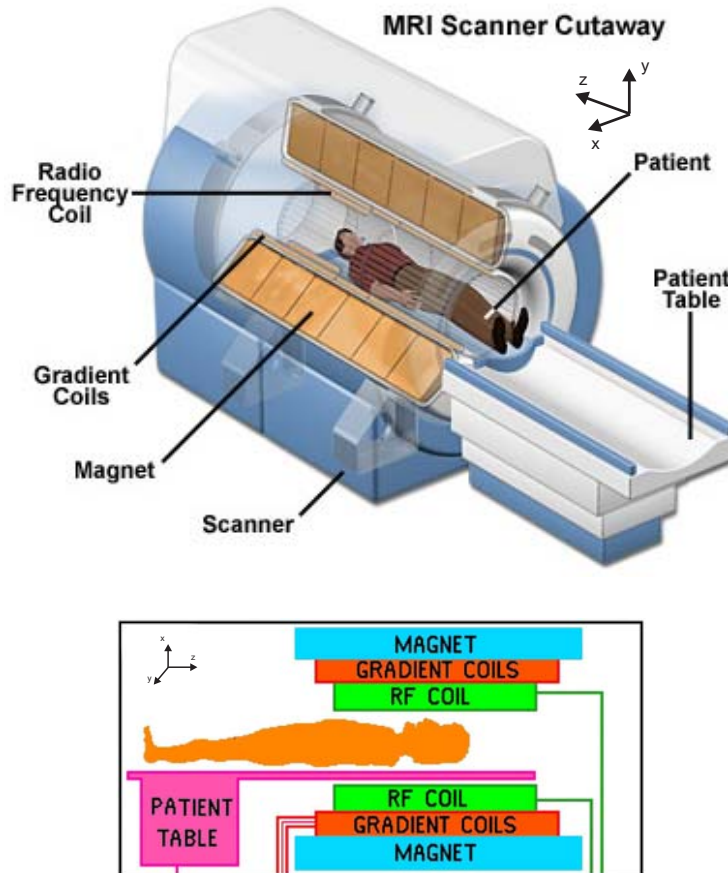 MRI Scanner Cutaway
y
z
x
Radio
Frequency
Coil
Patient
Patient
Table
Gradient
Coils
Magnet
Scanner
x
z
y
MAGNET
GRADIENT COILS
RF COIL
PATIENT
TABLE
RF COIL
GRADIENT COILS
MAGNET